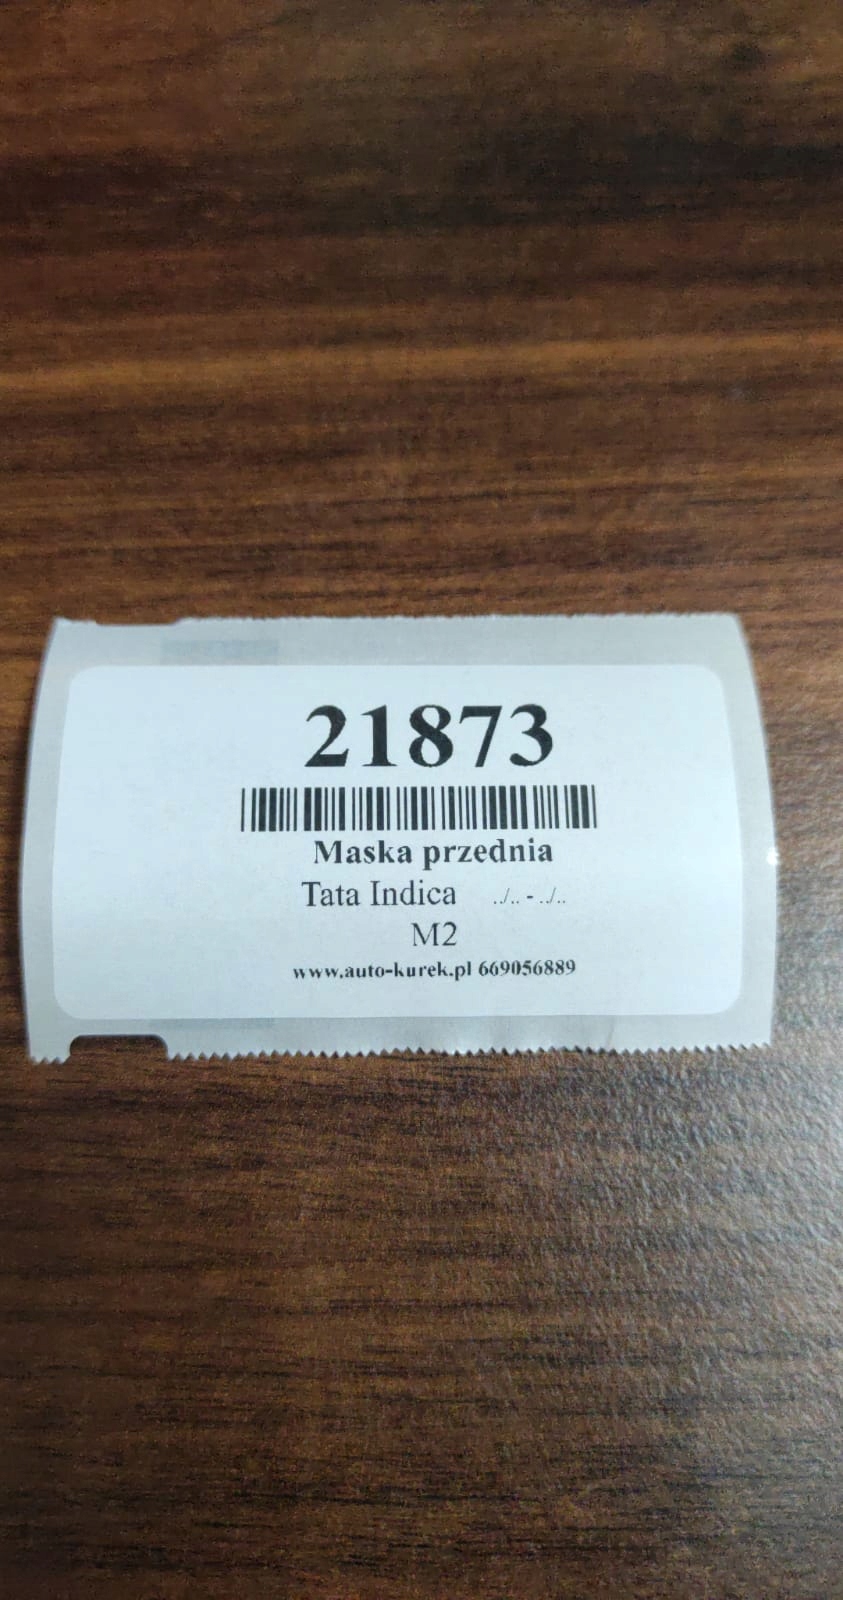 21873
Maska przednia
Tata Indica ../.. - ../..
M2
www.auto-kurek.pl 669056889